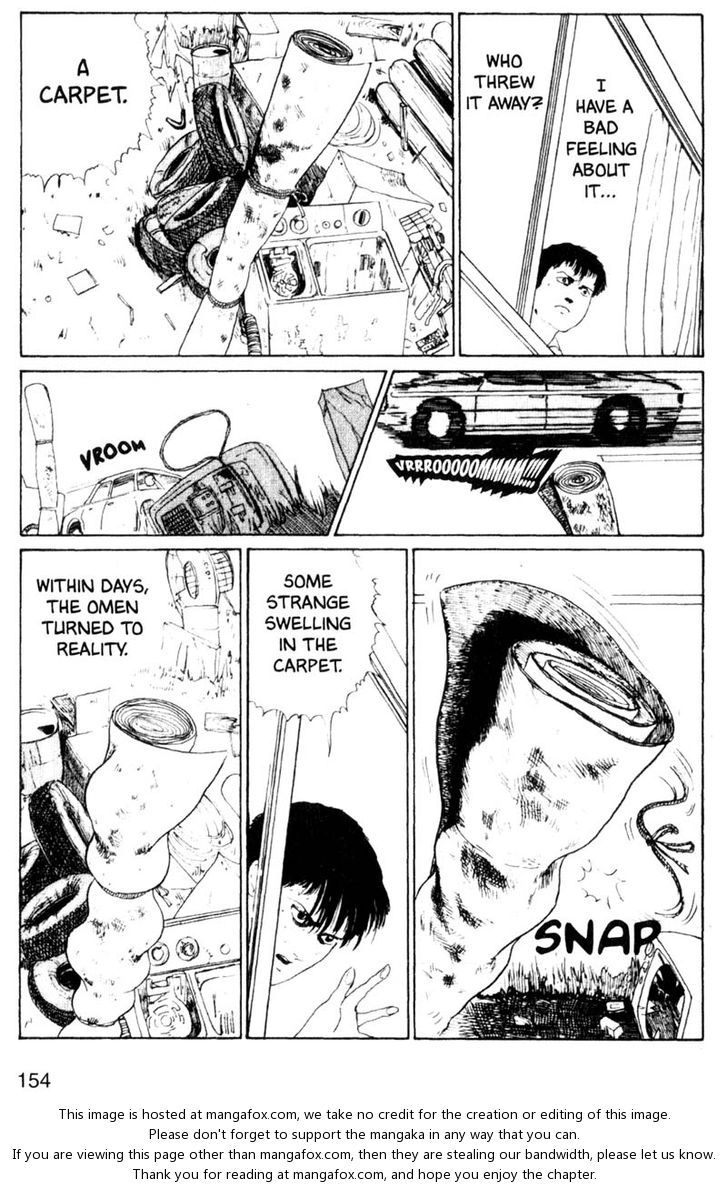 A
CARPET.
WHO
THREW
IT AWAY?
I
HAVE A
BAD
FEELING
ABOUT
IT...
VROOM
VRRROOOOOMMMM!!!!!
WITHIN DAYS,
THE OMEN
TURNED TO
REALITY.
SOME
STRANGE
SWELLING
IN THE
CARPET.
SNAP
154
This image is hosted at mangafox.com, we take no credit for the creation or editing of this image.
Please don't forget to support the mangaka in any way that you can.
If you are viewing this page other than mangafox.com, then they are stealing our bandwidth, please let us know.
Thank you for reading at mangafox.com, and hope you enjoy the chapter.